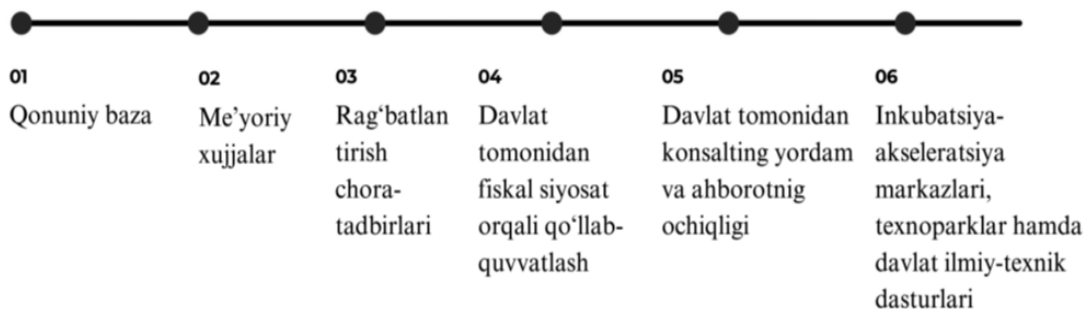 01
Qonuniy baza
02
Me’yoriy
xujjalar
03
Rag‘batlan
tirish
chora-
tadbirlari
04
Davlat
tomonidan
fiskal siyosat
orqali qo‘llab-
quvvatlash
05
Davlat tomonidan
konsalting yordam
va ahborotnig
ochiqligi
06
Inkubatsiya-
akseleratsiya
markazlari,
texnoparklar hamda
davlat ilmiy-texnik
dasturlari